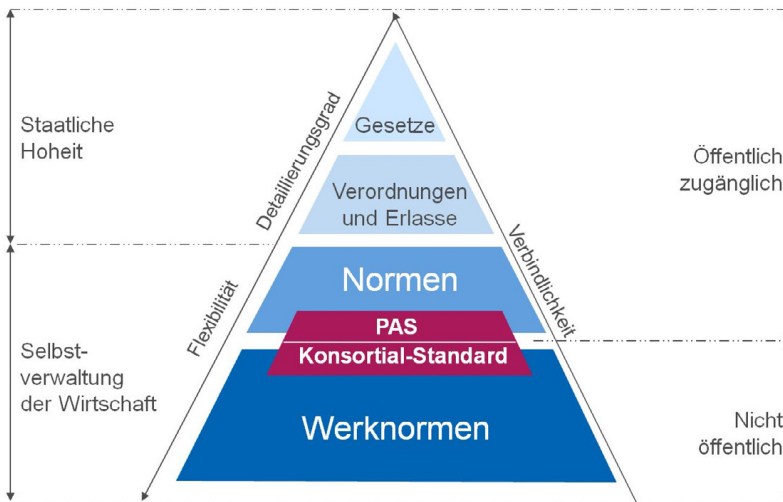 Staatliche
Hoheit
Selbst-
verwaltung
der Wirtschaft
Detaillierungsgrad
Flexibilität
Gesetze
Verordnungen
und Erlasse
Normen
PAS
Konsortial-Standard
Werknormen
Verbindlichkeit
Öffentlich
zugänglich
Nicht
öffentlich